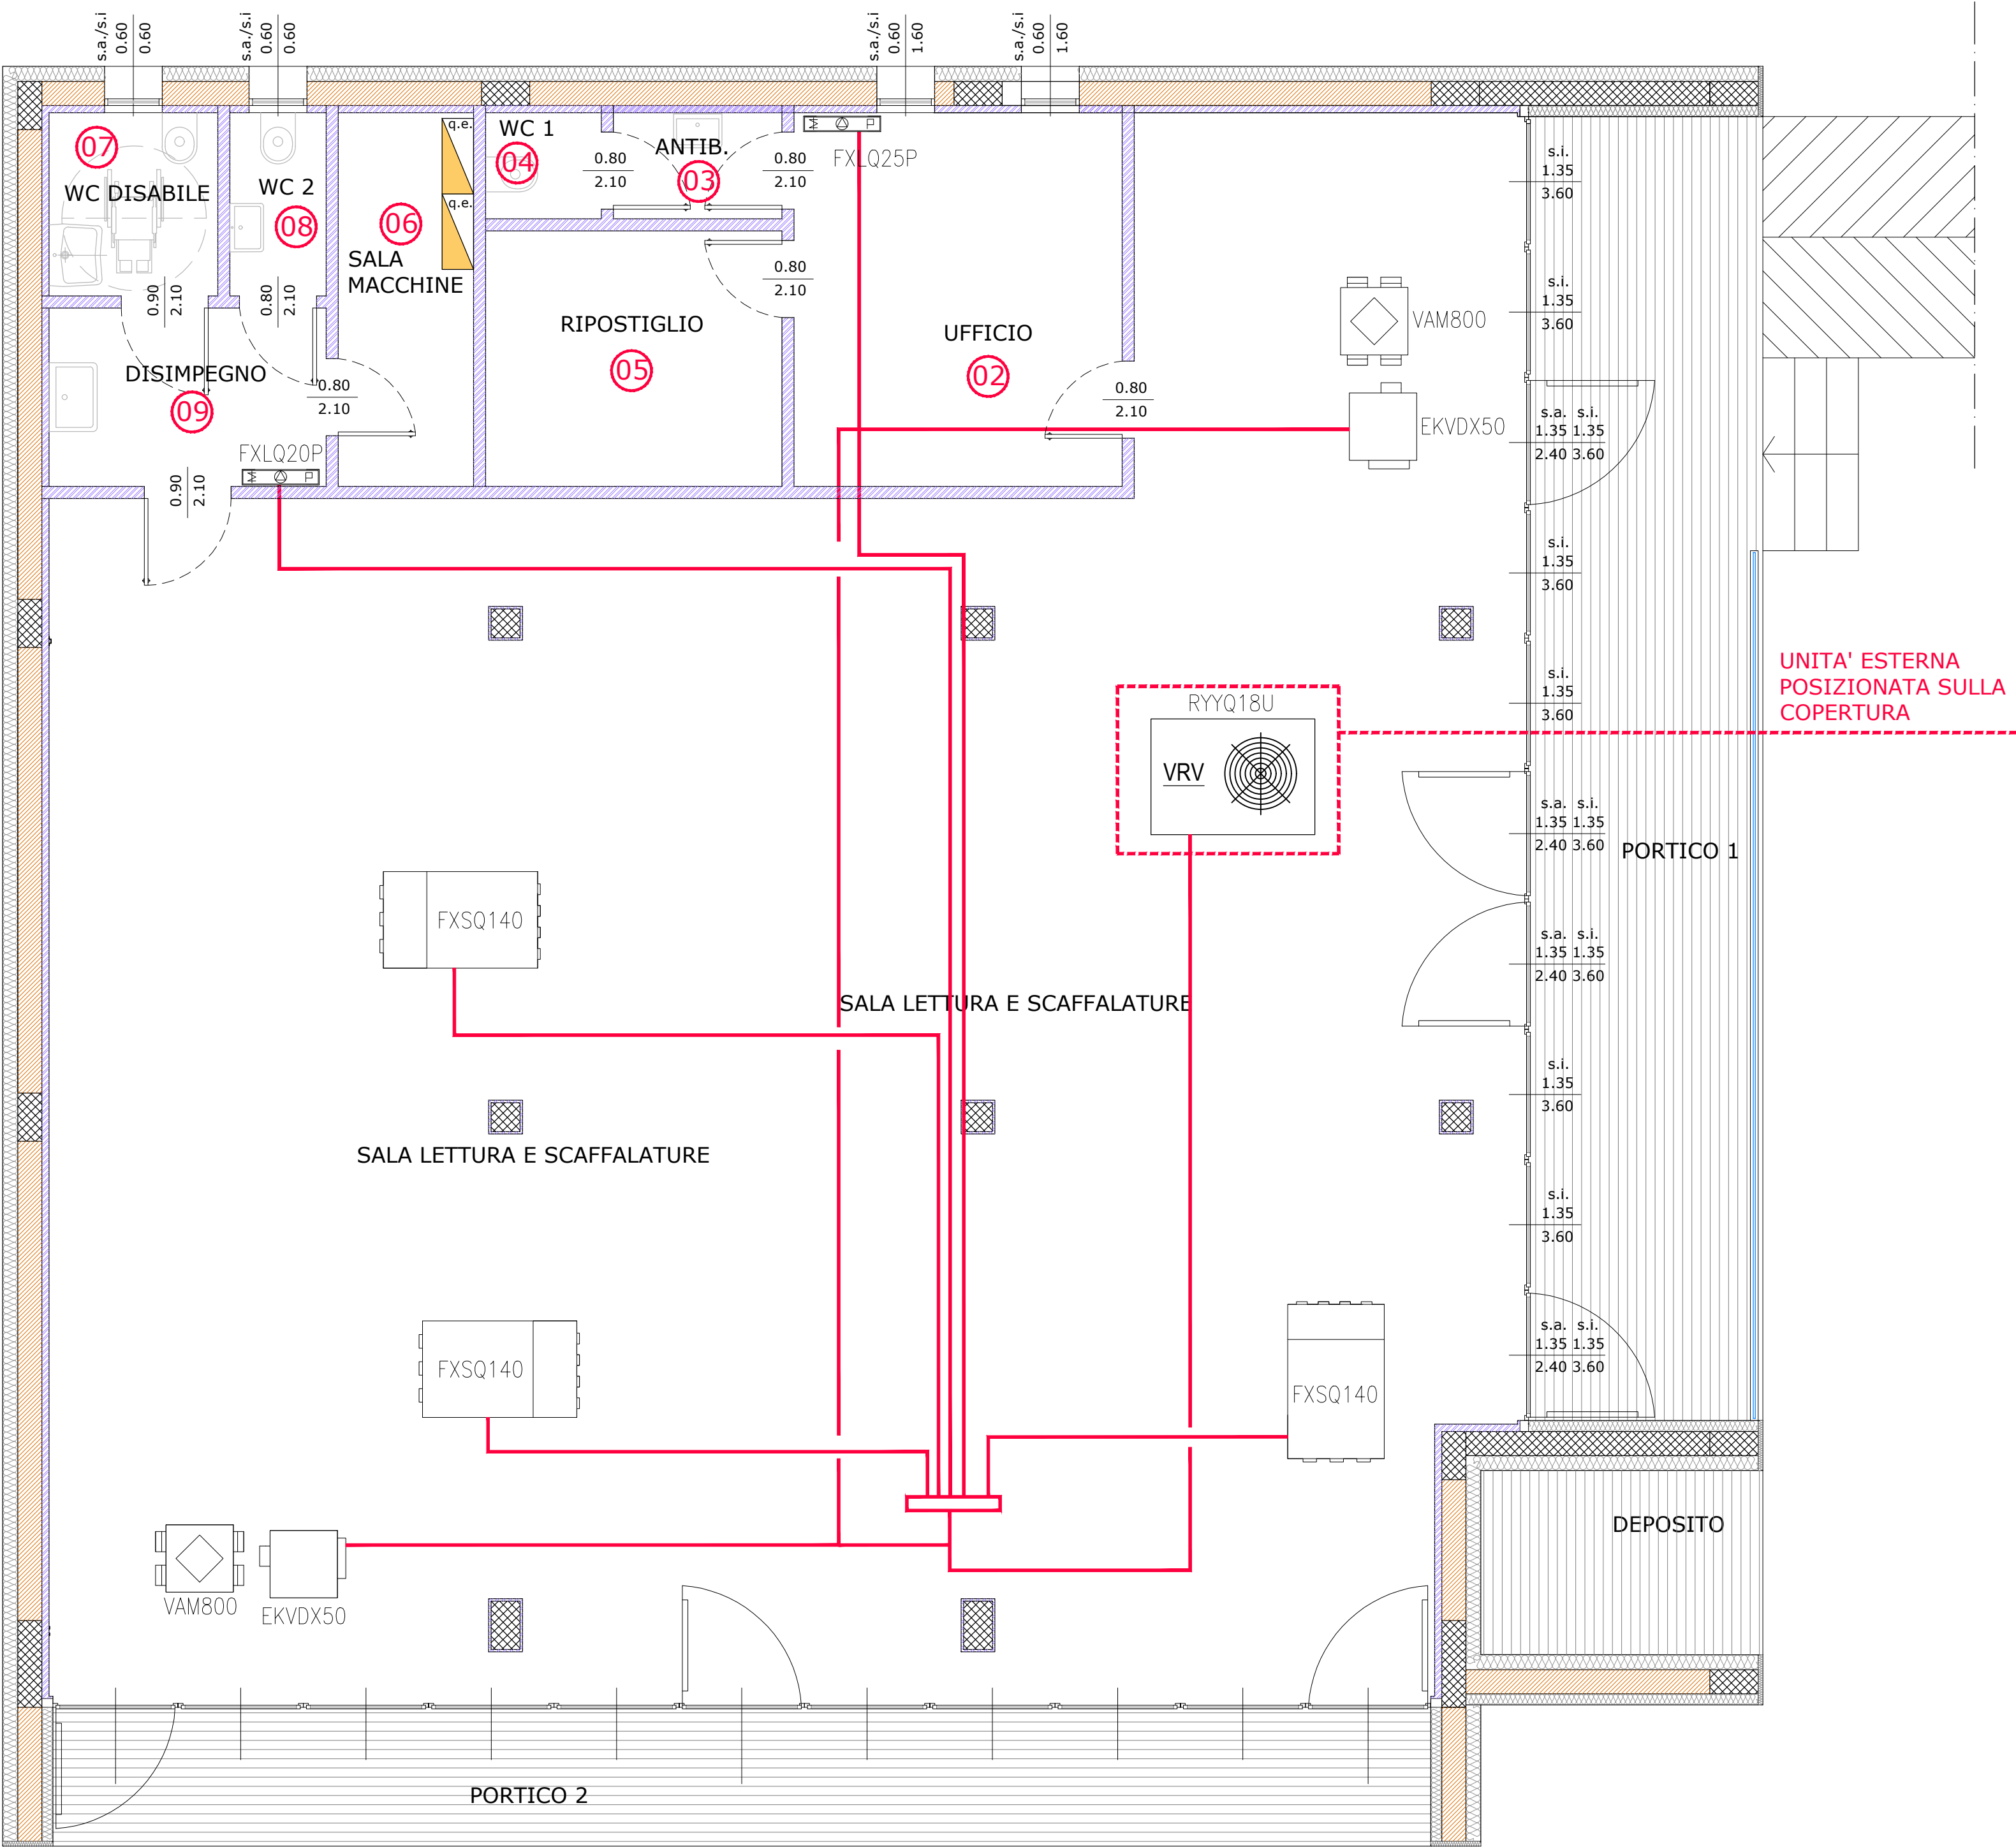 s.a./s.i
0.60
0.60
s.a./s.i
0.60
0.60
s.a./s.i
0.60
1.60
s.a./s.i
0.60
1.60
07
WC DISABILE
WC 2
08
06
SALA
MACCHINE
q.e.
q.e.
WC 1
04
0.80
2.10
ANTIB.
03
0.80
2.10
FXLQ25P
0.90
2.10
0.80
2.10
0.80
2.10
RIPOSTIGLIO
05
UFFICIO
02
DISIMPEGNO
09
0.80
2.10
0.80
2.10
FXLQ20P
0.90
2.10
VAM800
EKVDX50
s.i.
1.35
3.60
s.i.
1.35
3.60
s.a. s.i.
1.35 1.35
2.40 3.60
s.i.
1.35
3.60
s.i.
1.35
3.60
UNITA' ESTERNA
POSIZIONATA SULLA
COPERTURA
RYYQ18U
VRV
s.a. s.i.
1.35 1.35
2.40 3.60
PORTICO 1
FXSQ140
s.a. s.i.
1.35 1.35
2.40 3.60
SALA LETTURA E SCAFFALATURE
s.i.
1.35
3.60
SALA LETTURA E SCAFFALATURE
s.i.
1.35
3.60
FXSQ140
FXSQ140
s.a. s.i.
1.35 1.35
2.40 3.60
DEPOSITO
VAM800
EKVDX50
PORTICO 2